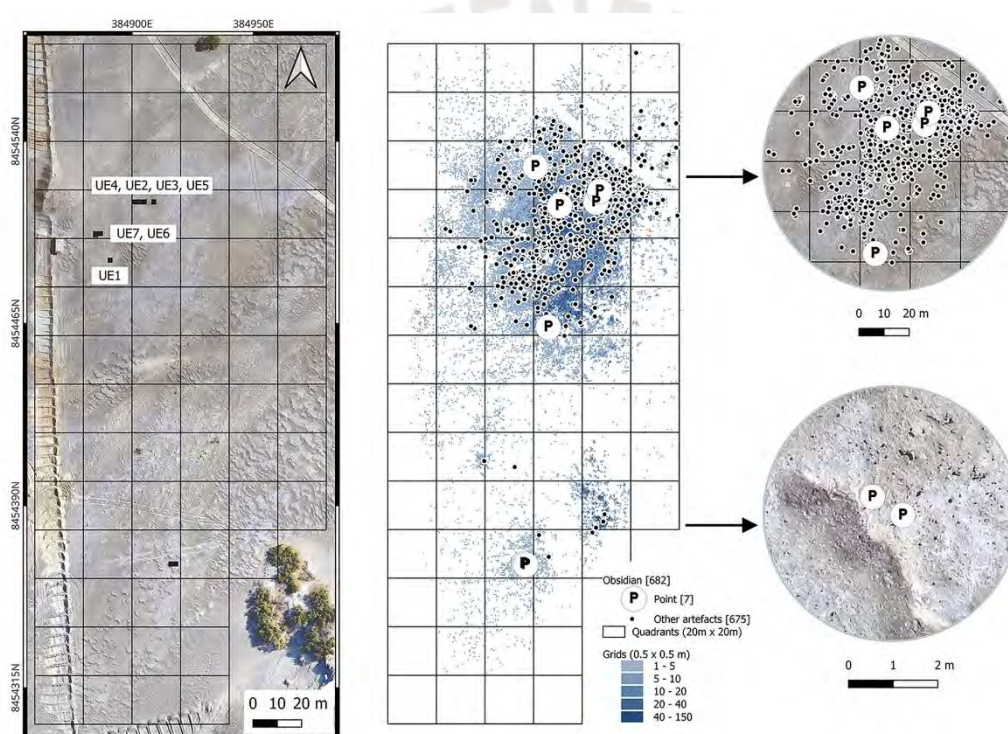 384900E
384950E
8454540N
8454465N
8454390N
8454315N
UE4, UE2, UE3, UE5
UE7, UE6
UE1
0 10 20 m
P
P
P
P
P
P
Obsidian [682]
P Point [7]
Other artefacts [675]
Quadrants (20m x 20m)
Grids (0.5 x 0.5 m)
1 - 5
5 - 10
10 - 20
20 - 40
40 - 150
P
P
P
P
P
0 10 20 m
P
P
0 1 2 m